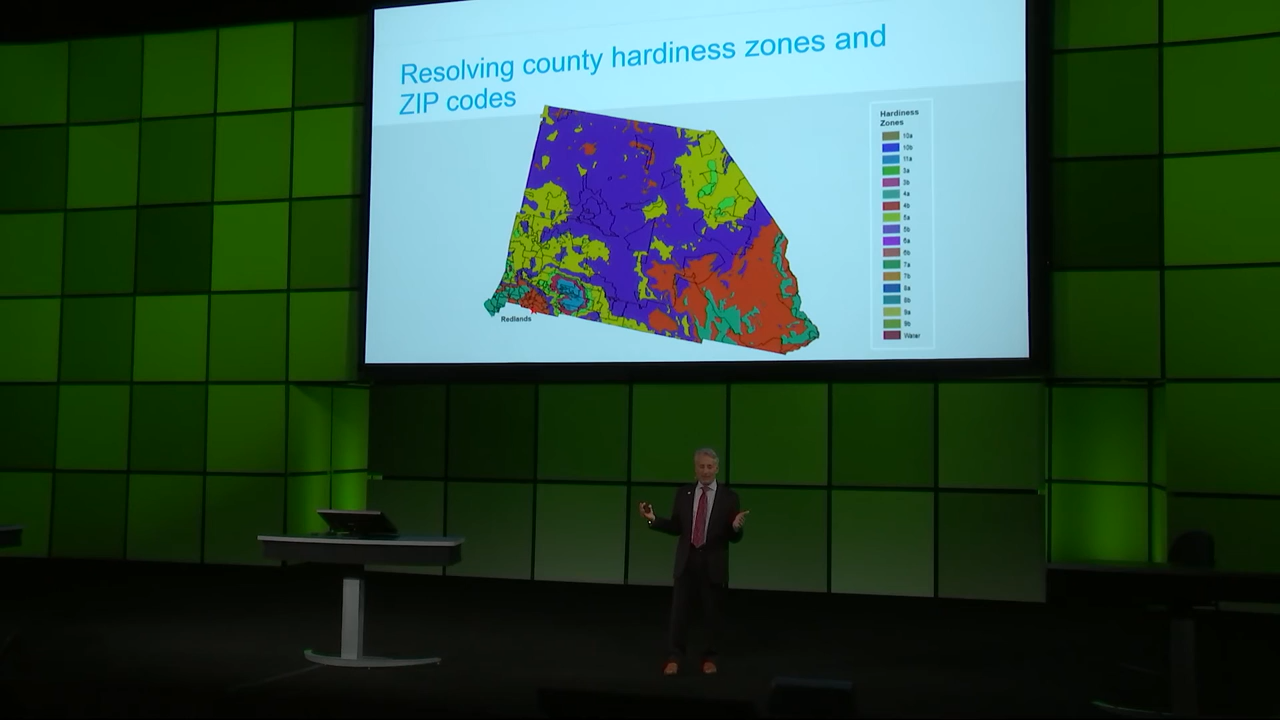 Resolving county hardiness zones and
ZIP codes
Hardiness
Zones
10a
10b
11a
3a
3b
4a
4b
5a
5b
6a
6b
7a
7b
8a
8b
9a
9b
Water
Redlands